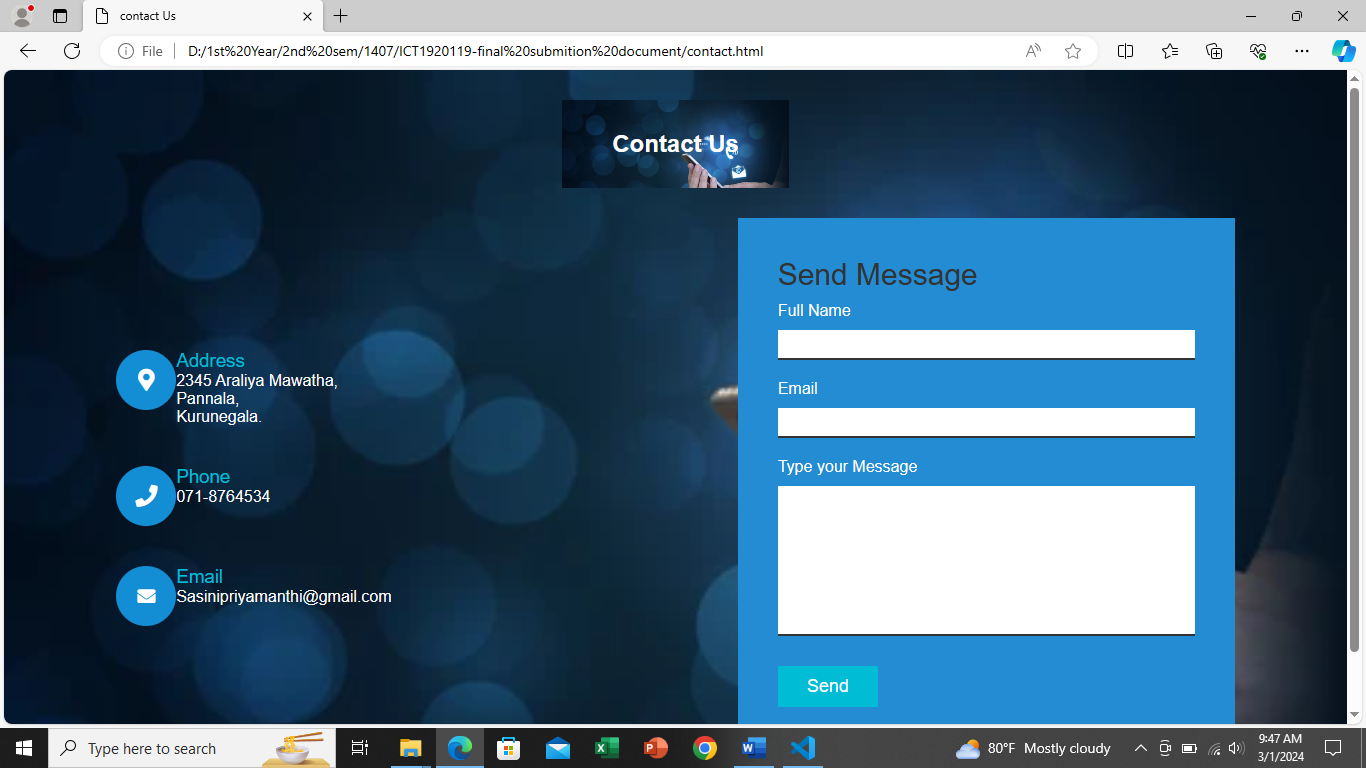 contact Us
File
D:/1st%20Year/2nd%20sem/1407/ICT1920119-final%20submition%20document/contact.html
Contact Us
Address
2345 Araliya Mawatha,
Pannala,
Kurunegala.
Phone
071-8764534
Email
Sasinipriyamanthi@gmail.com
Send Message
Full Name
Email
Type your Message
Send
Type here to search
80°F Mostly cloudy
9:47 AM
3/1/2024